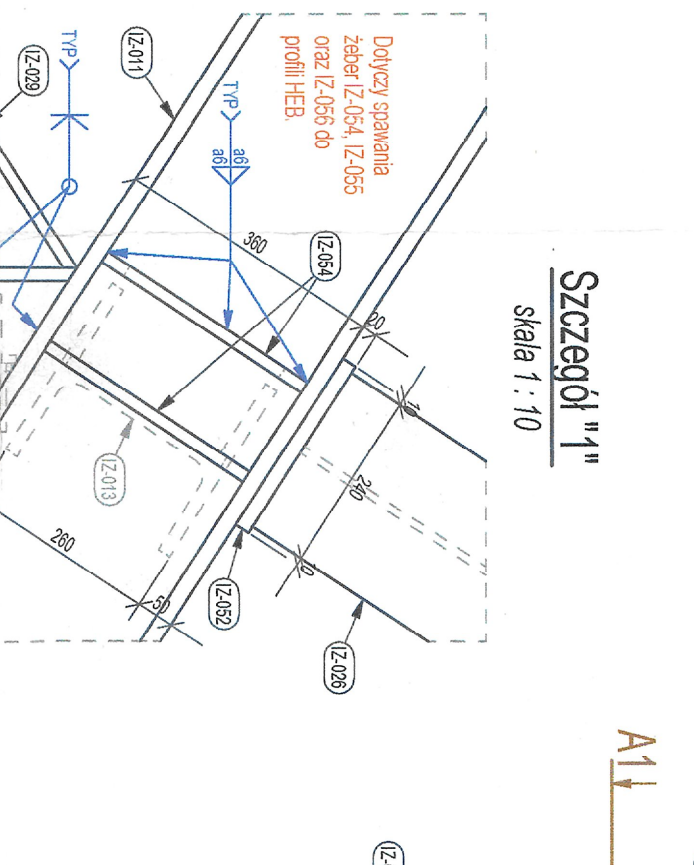 Szczegół "1"
skala 1 : 10
A1
Dotyczy spawania
żeber IZ-054, IZ-055
oraz IZ-056 do
profili HEB.
TYP
a6
a6
TYP
IZ-011
IZ-029
IZ-054
360
20
10
240
10
IZ-013
260
50
IZ-052
IZ-026
IZ-